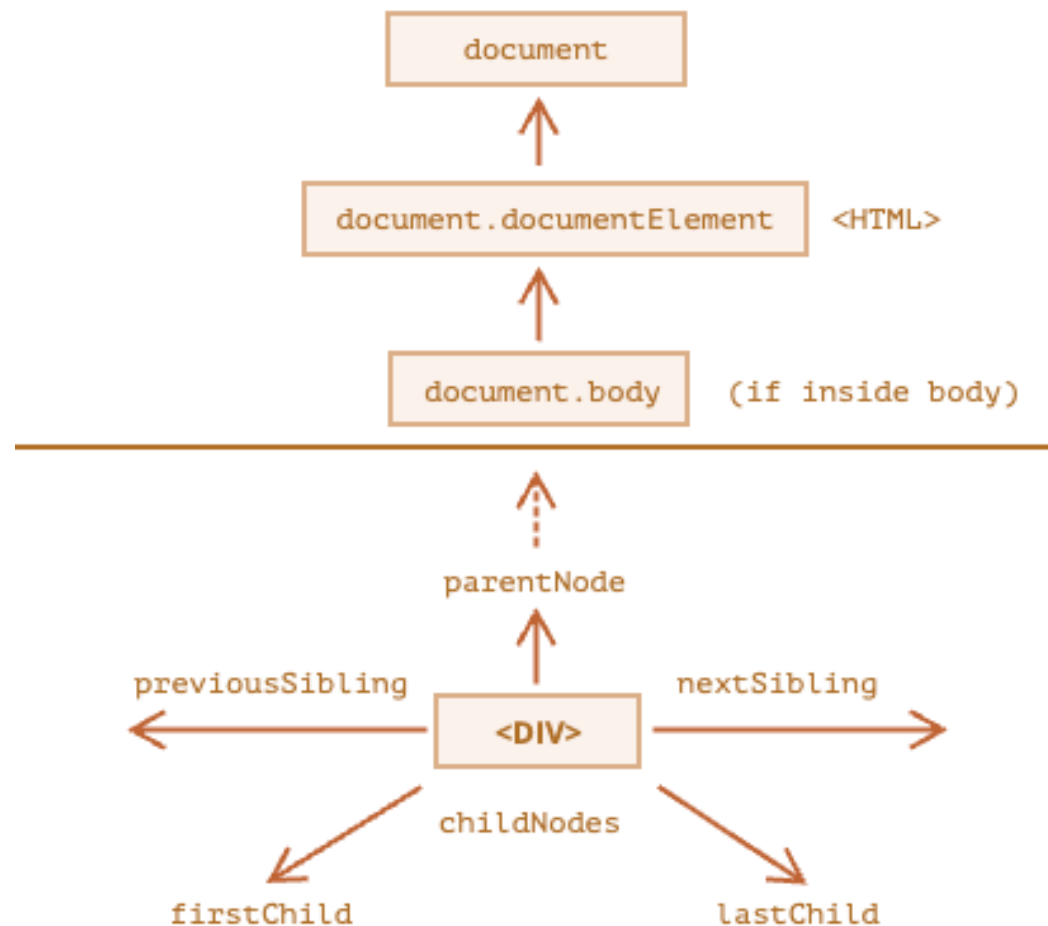 document
document.documentElement <HTML>
document.body (if inside body)
parentNode
previousSibling nextSibling
<DIV>
childNodes
firstChild lastChild